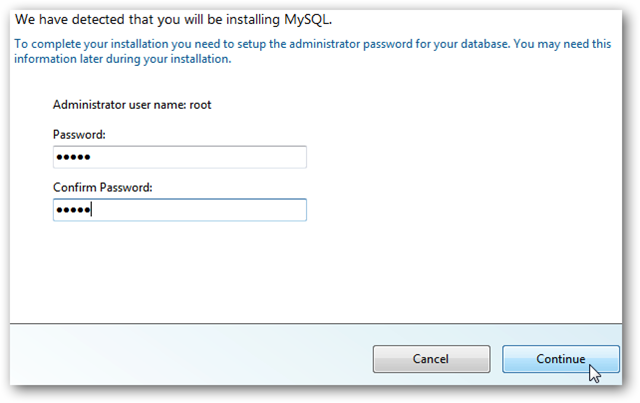 We have detected that you will be installing MySQL.
To complete your installation you need to setup the administrator password for your database. You may need this
information later during your installation.
Administrator user name: root
Password:
●●●●●
Confirm Password:
●●●●●
Cancel
Continue